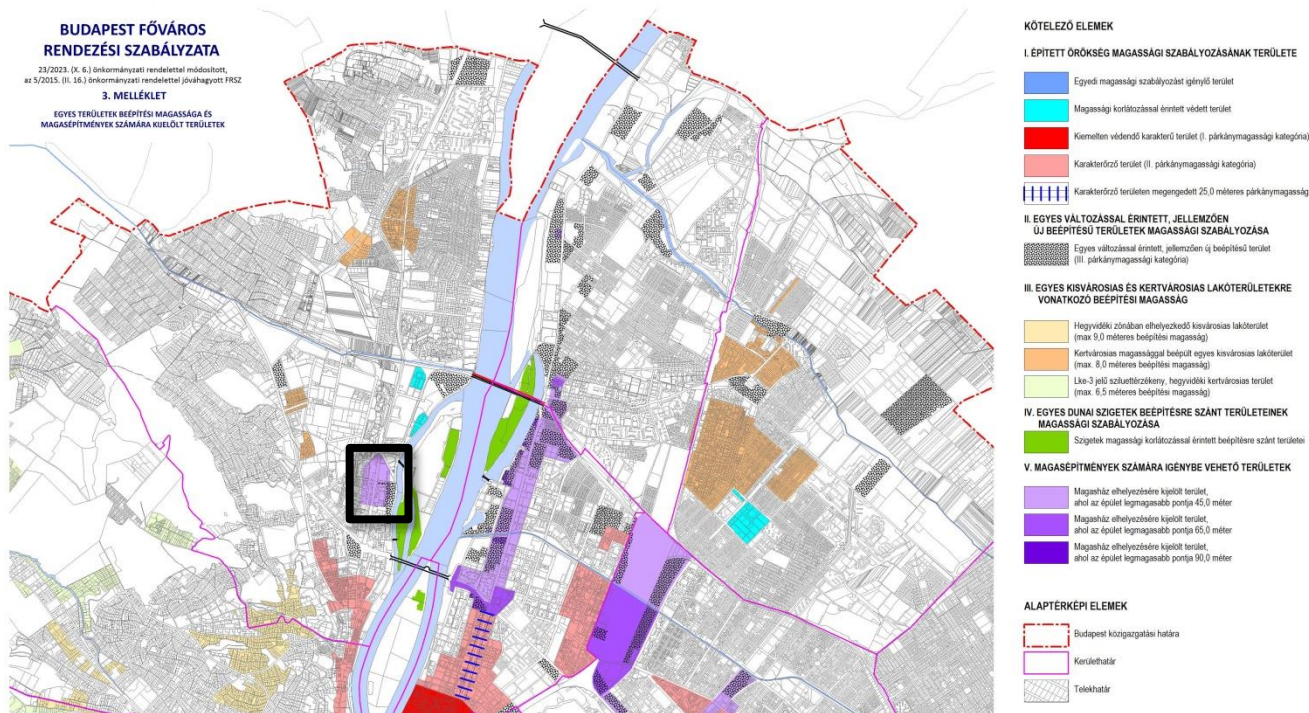 BUDAPEST FŐVÁROS
RENDEZÉSI SZABÁLYZATA
23/2023. (X. 6.) önkormányzati rendelettel módosított,
az 5/2015. (II. 16.) önkormányzati rendelettel jóváhagyott FRSZ
3. MELLÉKLET
EGYES TERÜLETEK BEÉPÍTÉSI MAGASSÁGA ÉS
MAGASÉPÍTMÉNYEK SZÁMÁRA KIJELÖLT TERÜLETEK
KÖTELEZŐ ELEMEK
I. ÉPÍTETT ÖRÖKSÉG MAGASSÁGI SZABÁLYOZÁSÁNAK TERÜLETE
Egyedi magassági szabályozást igénylő terület
Magassági korlátozással érintett védett terület
Kiemelten védendő karakterű terület (I. párkánymagassági kategória)
Karakterőrző terület (II. párkánymagassági kategória)
Karakterőrző területen megengedett 25,0 méteres párkánymagasság
II. EGYES VÁLTOZÁSSAL ÉRINTETT, JELLEMZŐEN
ÚJ BEÉPÍTÉSŰ TERÜLETEK MAGASSÁGI SZABÁLYOZÁSA
Egyes változással érintett, jellemzően új beépítésű terület
(III. párkánymagassági kategória)
III. EGYES KISVÁROSIAS ÉS KERTVÁROSIAS LAKÓTERÜLETEKRE
VONATKOZÓ BEÉPÍTÉSI MAGASSÁG
Hegyvidéki zónában elhelyezkedő kisvárosias lakóterület
(max 9,0 méteres beépítési magasság)
Kertvárosias magassággal beépült egyes kisvárosias lakóterület
(max. 8,0 méteres beépítési magasság)
Lke-3 jelű sziluettérzékeny, hegyvidéki kertvárosias terület
(max. 6,5 méteres beépítési magasság)
IV. EGYES DUNAI SZIGETEK BEÉPÍTÉSRE SZÁNT TERÜLETEINEK
MAGASSÁGI SZABÁLYOZÁSA
Szigetek magassági korlátozással érintett beépítésre szánt területei
V. MAGASÉPÍTMÉNYEK SZÁMÁRA IGÉNYBE VEHETŐ TERÜLETEK
Magasház elhelyezésére kijelölt terület,
ahol az épület legmagasabb pontja 45,0 méter
Magasház elhelyezésére kijelölt terület,
ahol az épület legmagasabb pontja 65,0 méter
Magasház elhelyezésére kijelölt terület,
ahol az épület legmagasabb pontja 90,0 méter
ALAPTÉRKÉPI ELEMEK
Budapest közigazgatási határa
Kerülethatár
Telekhatár